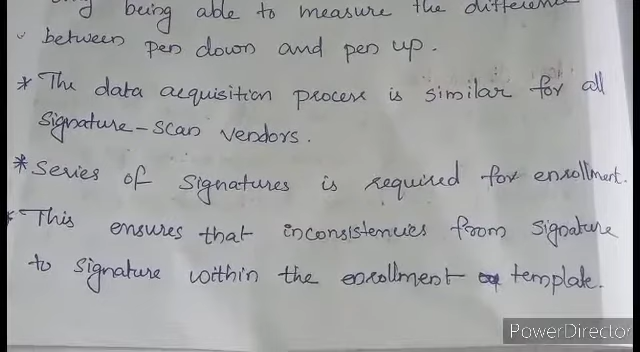 being able to measure the difference
between pen down and pen up.
* The data acquisition process is similar for all
signature-scan vendors.
* Series of signatures is required for enrollment.
* This ensures that inconsistencies from signature
to signature within the enrollment template.
PowerDirector